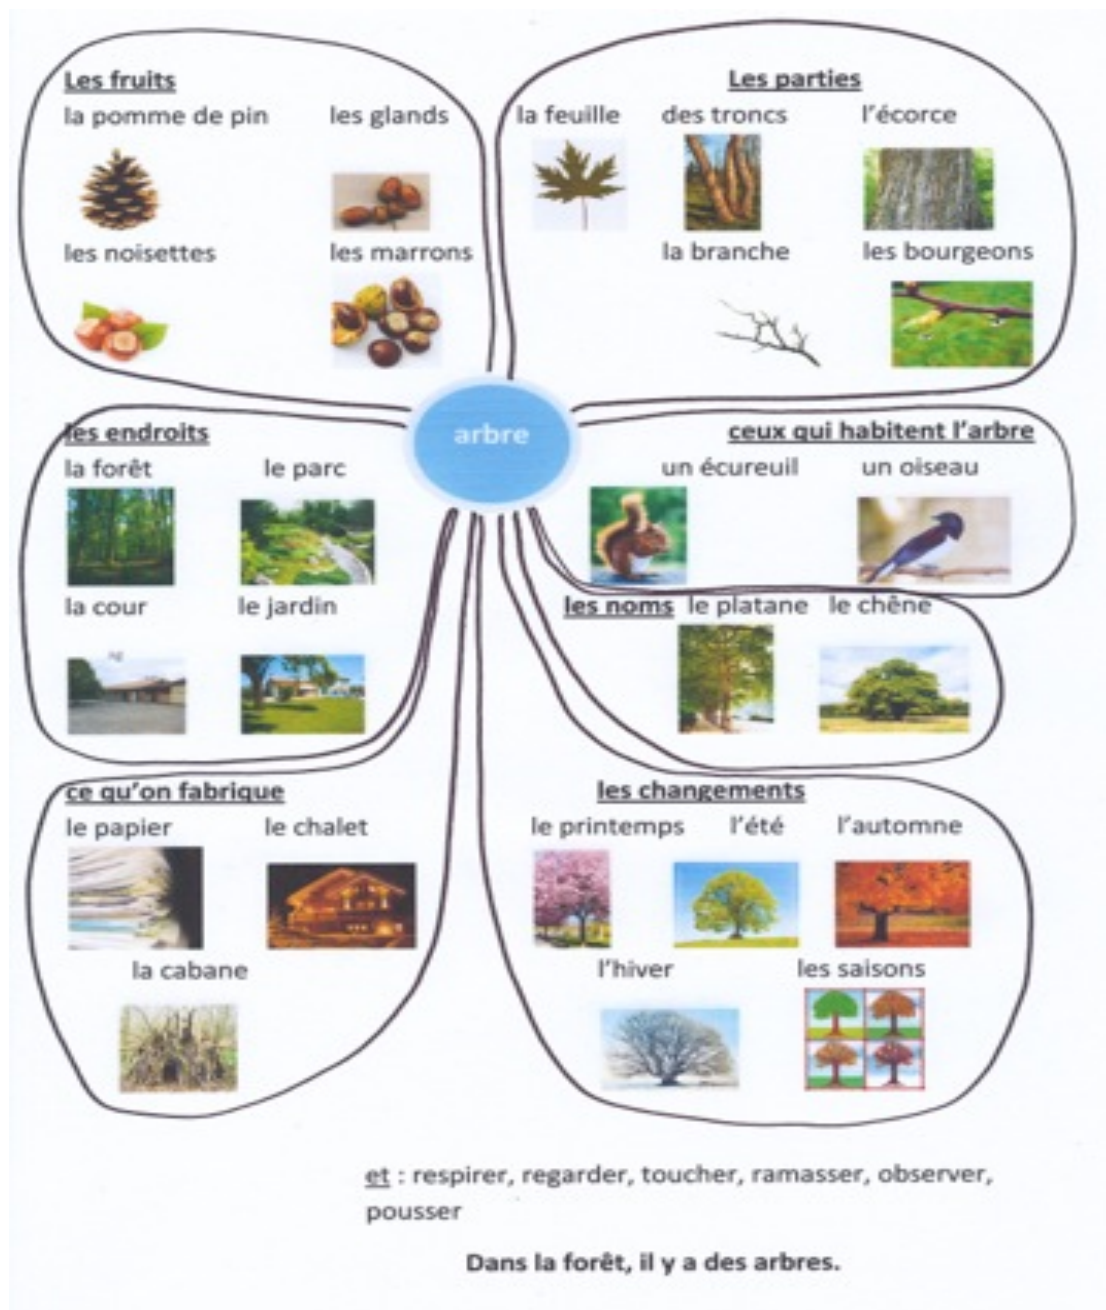 Les fruits
la pomme de pin
les glands
les noisettes
les marrons
Les parties
la feuille
des troncs
l'écorce
la branche
les bourgeons
arbre
les endroits
la forêt
le parc
la cour
le jardin
ceux qui habitent l'arbre
un écureuil
un oiseau
les noms
le platane
le chêne
ce qu'on fabrique
le papier
le chalet
la cabane
les changements
le printemps
l'été
l'automne
l'hiver
les saisons
et : respirer, regarder, toucher, ramasser, observer,
pousser
Dans la forêt, il y a des arbres.